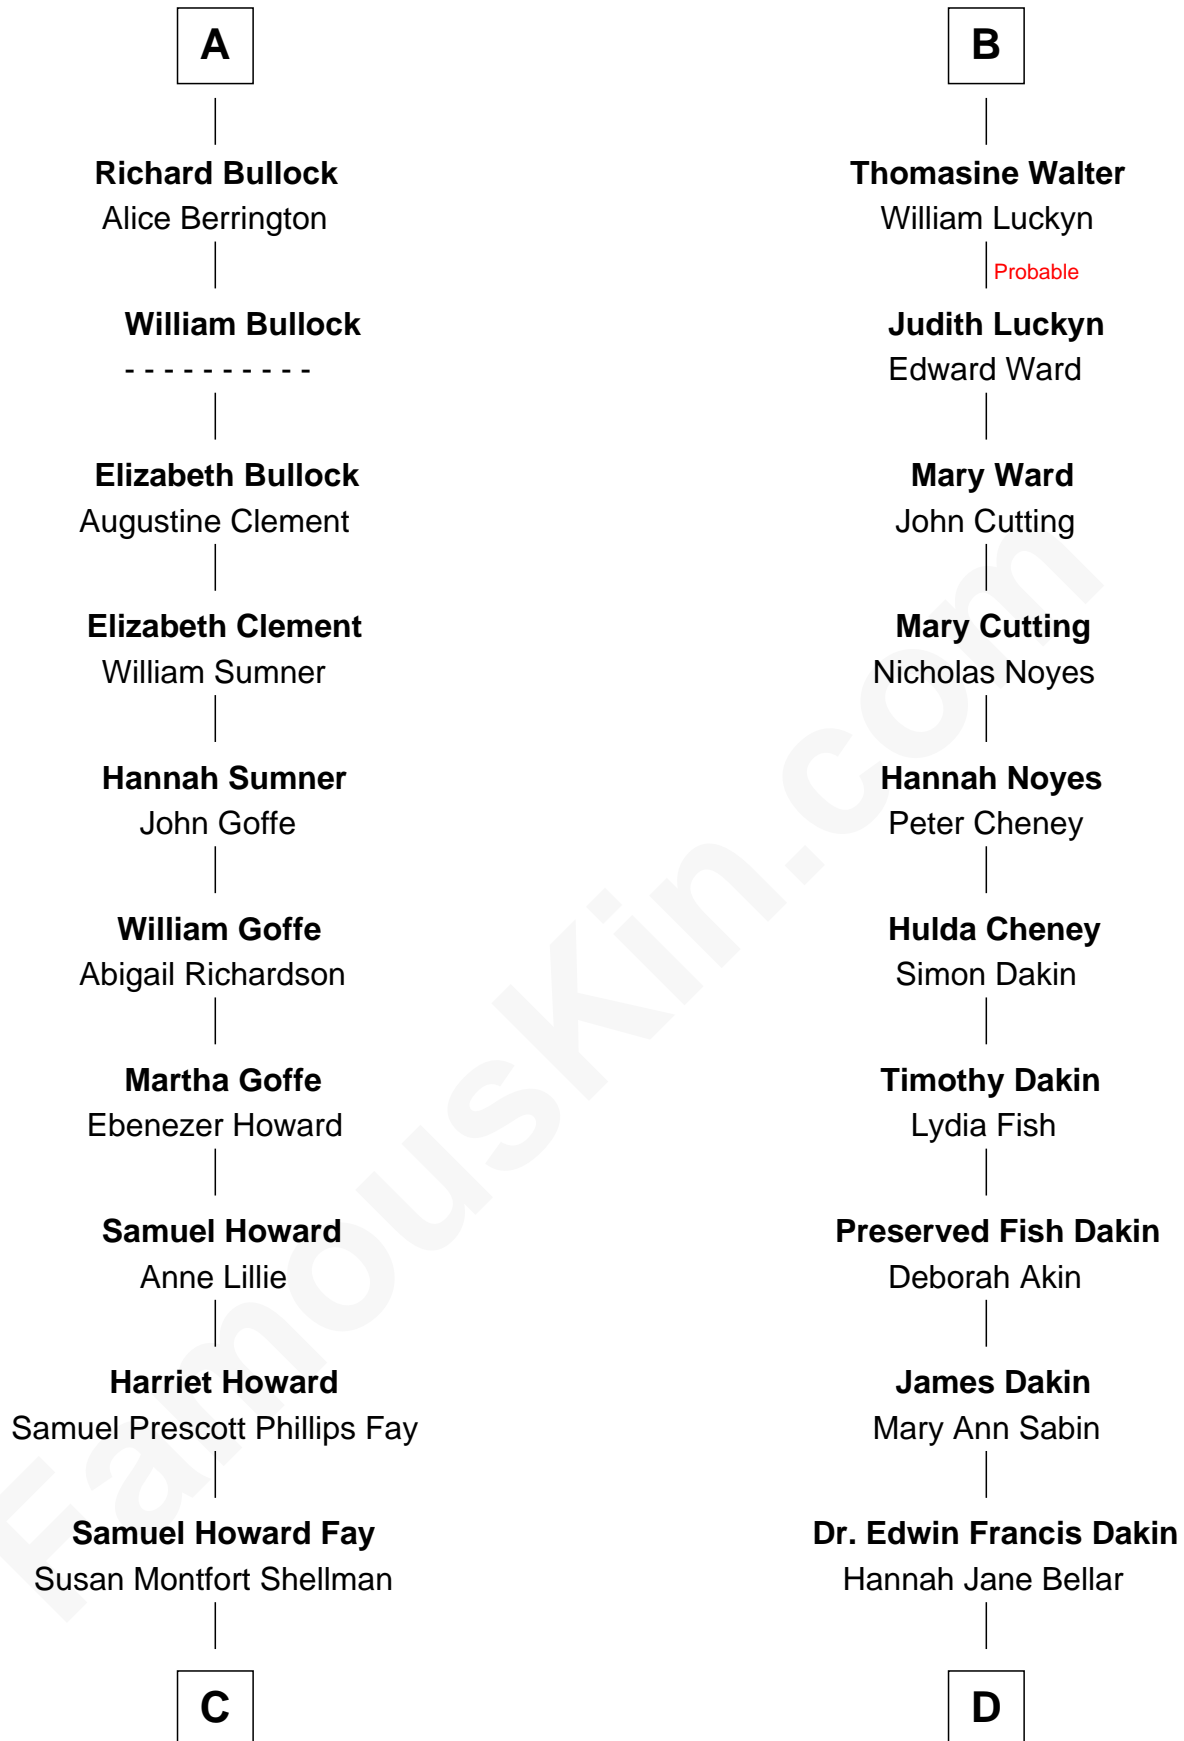 A
Richard Bullock
Alice Berrington
William Bullock
- - - - - - - - - -
Elizabeth Bullock
Augustine Clement
Elizabeth Clement
William Sumner
Hannah Sumner
John Goffe
William Goffe
Abigail Richardson
Martha Goffe
Ebenezer Howard
Samuel Howard
Anne Lillie
Harriet Howard
Samuel Prescott Phillips Fay
Samuel Howard Fay
Susan Montfort Shellman
C
B
Thomasine Walter
William Luckyn
Probable
Judith Luckyn
Edward Ward
Mary Ward
John Cutting
Mary Cutting
Nicholas Noyes
Hannah Noyes
Peter Cheney
Hulda Cheney
Simon Dakin
Timothy Dakin
Lydia Fish
Preserved Fish Dakin
Deborah Akin
James Dakin
Mary Ann Sabin
Dr. Edwin Francis Dakin
Hannah Jane Bellar
D
FamousKin.com